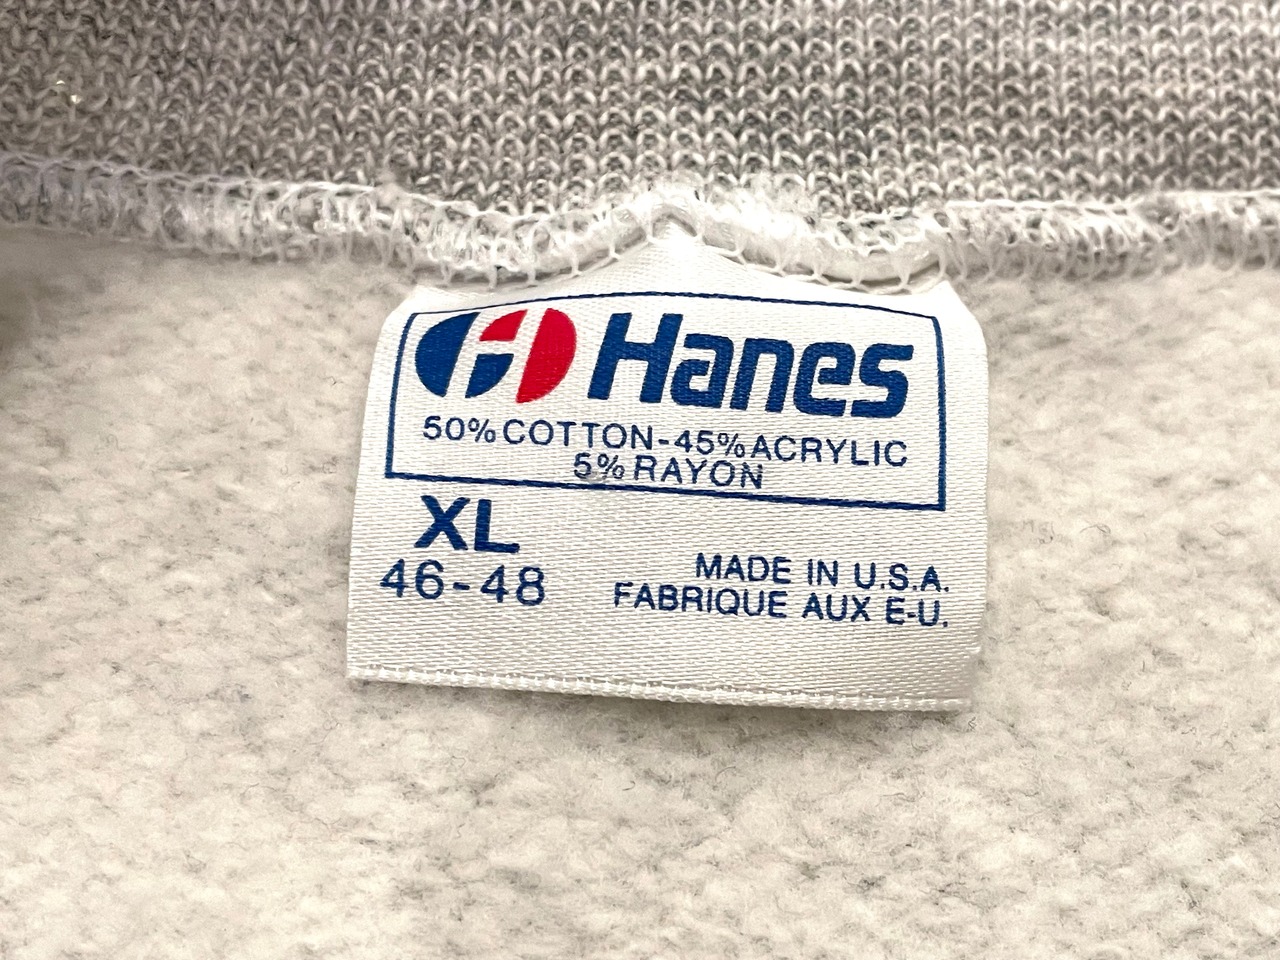 Hanes
50% COTTON-45% ACRYLIC
5% RAYON
XL
46-48
MADE IN U.S.A.
FABRIQUE AUX E-U.